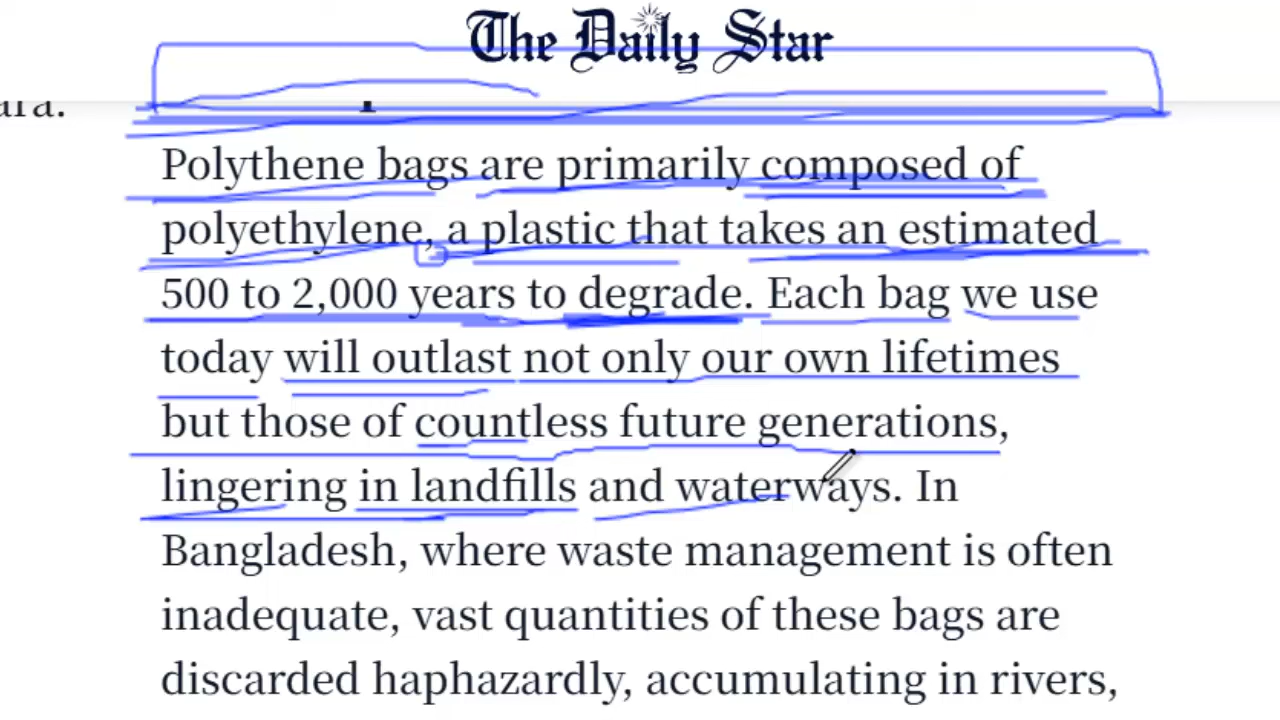 The Daily Star
ara.
Polythene bags are primarily composed of
polyethylene, a plastic that takes an estimated
500 to 2,000 years to degrade. Each bag we use
today will outlast not only our own lifetimes
but those of countless future generations,
lingering in landfills and waterways. In
Bangladesh, where waste management is often
inadequate, vast quantities of these bags are
discarded haphazardly, accumulating in rivers,